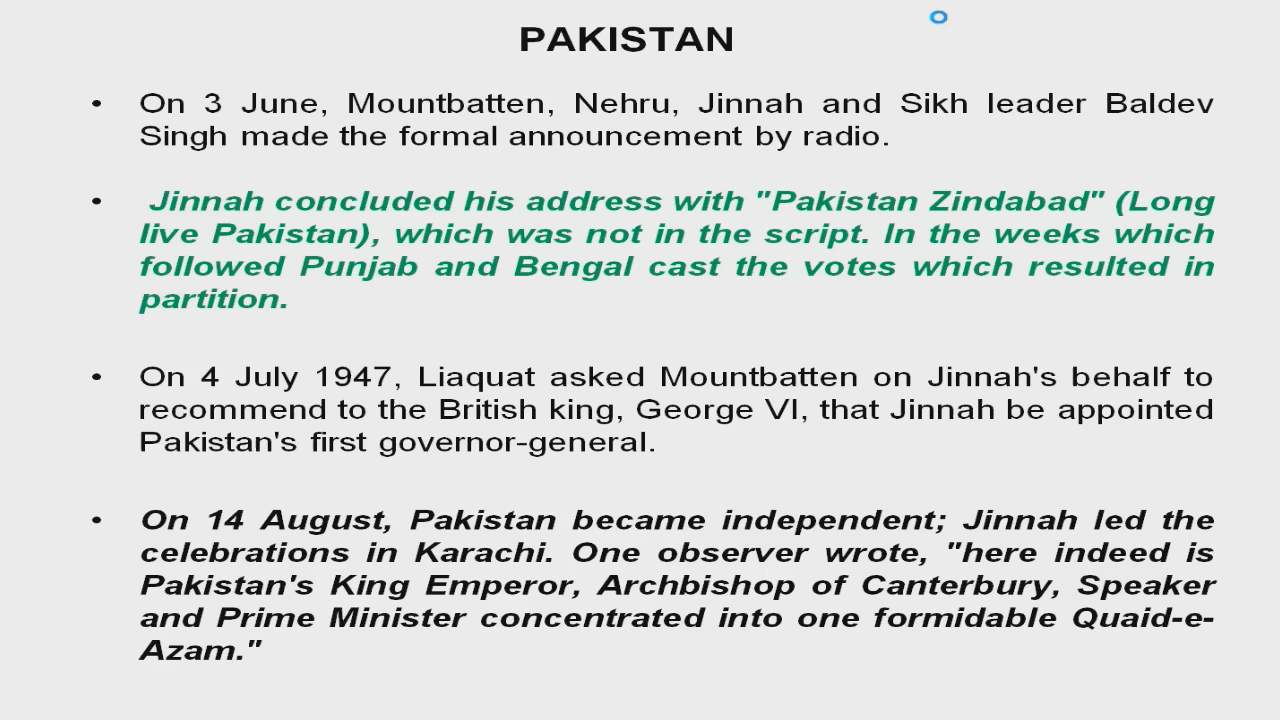 PAKISTAN
• On 3 June, Mountbatten, Nehru, Jinnah and Sikh leader Baldev
Singh made the formal announcement by radio.
• Jinnah concluded his address with "Pakistan Zindabad" (Long
live Pakistan), which was not in the script. In the weeks which
followed Punjab and Bengal cast the votes which resulted in
partition.
• On 4 July 1947, Liaquat asked Mountbatten on Jinnah's behalf to
recommend to the British king, George VI, that Jinnah be appointed
Pakistan's first governor-general.
• On 14 August, Pakistan became independent; Jinnah led the
celebrations in Karachi. One observer wrote, "here indeed is
Pakistan's King Emperor, Archbishop of Canterbury, Speaker
and Prime Minister concentrated into one formidable Quaid-e-
Azam."